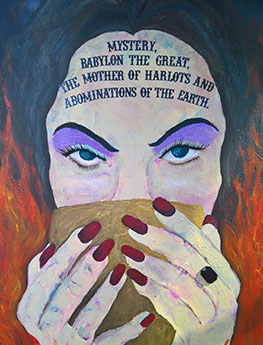 MYSTERY,
BABYLON THE GREAT,
THE MOTHER OF HARLOTS AND
ABOMINATIONS OF THE EARTH.